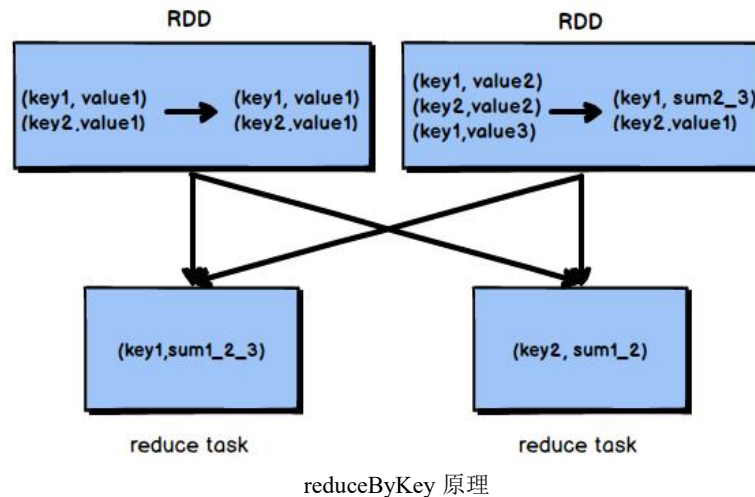 RDD
RDD
(key1, value1)
(key2,value1)
(key1, value1)
(key2,value1)
(key1, value2)
(key2,value2)
(key1,value3)
(key1, sum2_3)
(key2,value1)
(key1,sum1_2_3)
(key2, sum1_2)
reduce task
reduce task
reduceByKey 原理